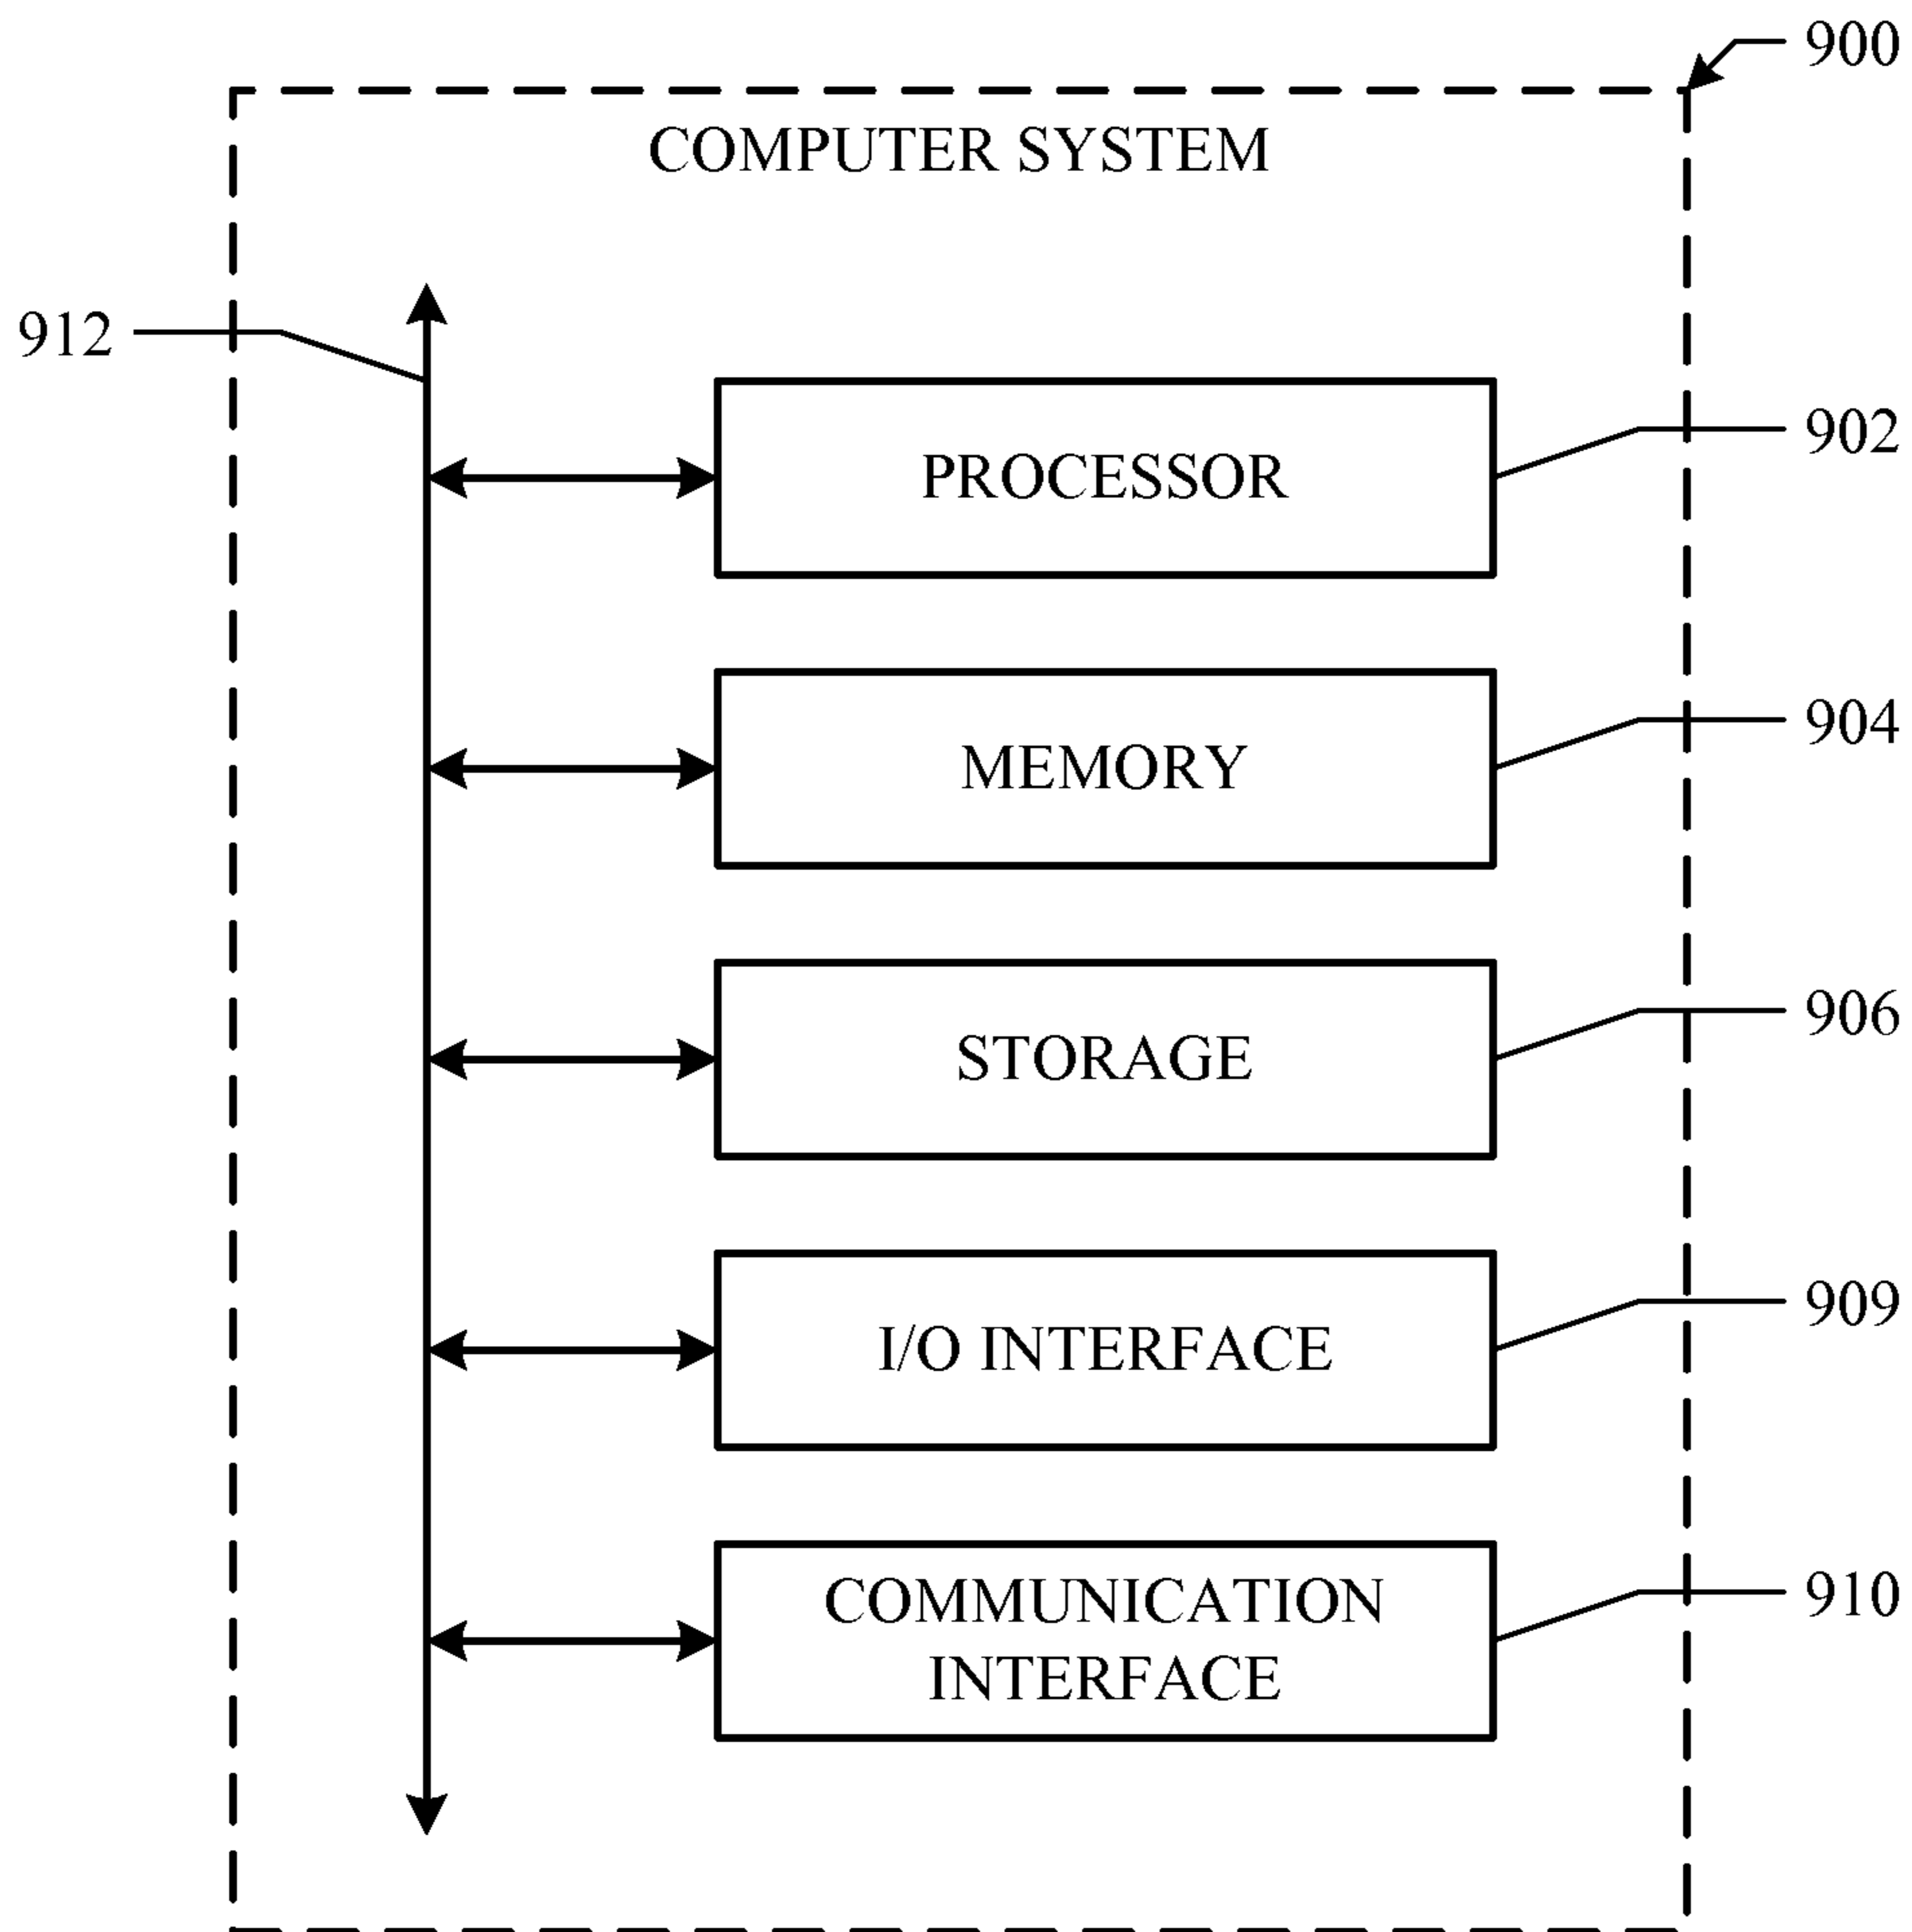 900
COMPUTER SYSTEM
912
PROCESSOR
902
MEMORY
904
STORAGE
906
I/O INTERFACE
909
COMMUNICATION
INTERFACE
910